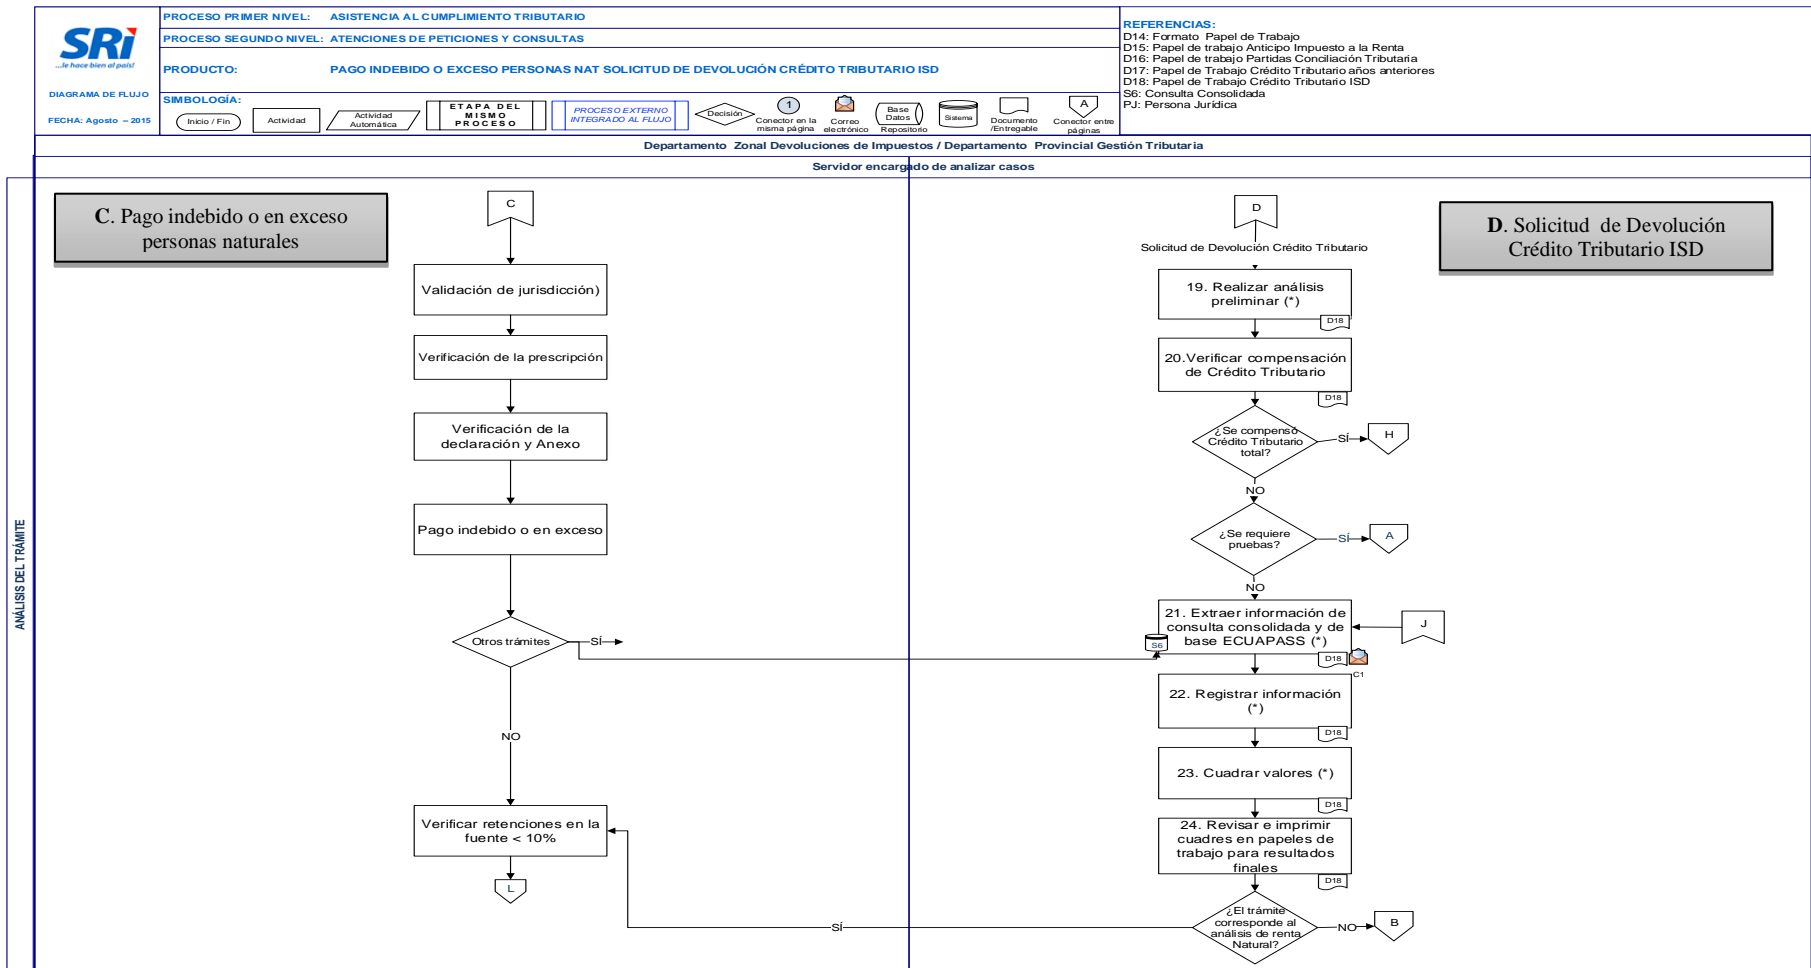 SRi
...le hace bien al país!
DIAGRAMA DE FLUJO
FECHA: Agosto – 2015
PROCESO PRIMER NIVEL: ASISTENCIA AL CUMPLIMIENTO TRIBUTARIO
PROCESO SEGUNDO NIVEL: ATENCIONES DE PETICIONES Y CONSULTAS
PRODUCTO: PAGO INDEBIDO O EXCESO PERSONAS NAT SOLICITUD DE DEVOLUCIÓN CRÉDITO TRIBUTARIO ISD
SIMBOLOGÍA:
Inicio / Fin
Actividad
Actividad
Automática
ETAPA DEL
MISMO
PROCESO
PROCESO EXTERNO
INTEGRADO AL FLUJO
Decisión
1
Conector en la
misma página
Correo
electrónico
Base
Datos
Repositorio
Sistema
Documento
/Entregable
A
Conector entre
páginas
REFERENCIAS:
D14: Formato Papel de Trabajo
D15: Papel de trabajo Anticipo Impuesto a la Renta
D16: Papel de trabajo Partidas Conciliación Tributaria
D17: Papel de Trabajo Crédito Tributario años anteriores
D18: Papel de Trabajo Crédito Tributario ISD
S6: Consulta Consolidada
PJ: Persona Jurídica
Departamento Zonal Devoluciones de Impuestos / Departamento Provincial Gestión Tributaria
Servidor encargado de analizar casos
ANÁLISIS DEL TRÁMITE
C. Pago indebido o en exceso
personas naturales
C
Validación de jurisdicción)
Verificación de la prescripción
Verificación de la
declaración y Anexo
Pago indebido o en exceso
Otros trámites
SÍ
NO
Verificar retenciones en la
fuente < 10%
L
D. Solicitud de Devolución
Crédito Tributario ISD
D
Solicitud de Devolución Crédito Tributario
19. Realizar análisis
preliminar (*)
D18
20.Verificar compensación
de Crédito Tributario
D18
¿Se compensó
Crédito Tributario
total?
SÍ
H
NO
¿Se requiere
pruebas?
SÍ
A
NO
21. Extraer información de
consulta consolidada y de
base ECUAPASS (*)
J
S6
D18
C1
22. Registrar información
(*)
D18
23. Cuadrar valores (*)
D18
24. Revisar e imprimir
cuadres en papeles de
trabajo para resultados
finales
D18
¿El trámite
corresponde al
análisis de renta
Natural?
SÍ
NO
B